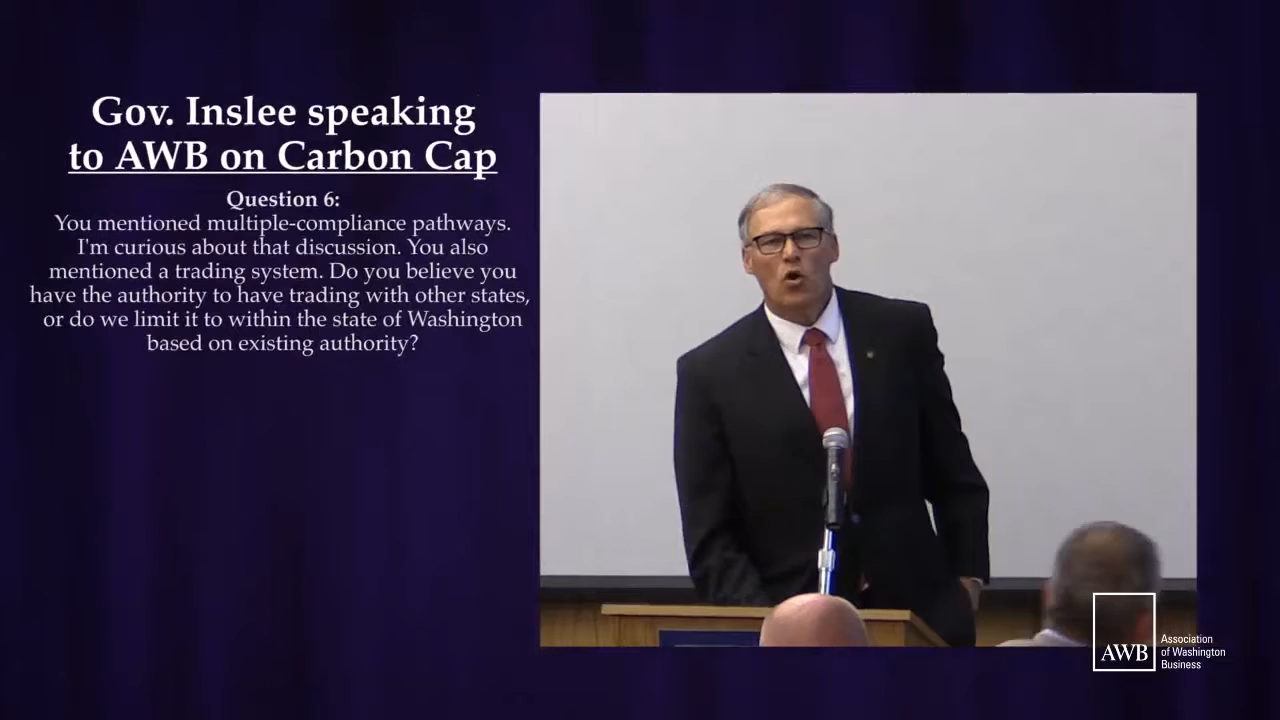 Gov. Inslee speaking
to AWB on Carbon Cap
Question 6:
You mentioned multiple-compliance pathways.
I'm curious about that discussion. You also
mentioned a trading system. Do you believe you
have the authority to have trading with other states,
or do we limit it to within the state of Washington
based on existing authority?
AWB
Association
of Washington
Business